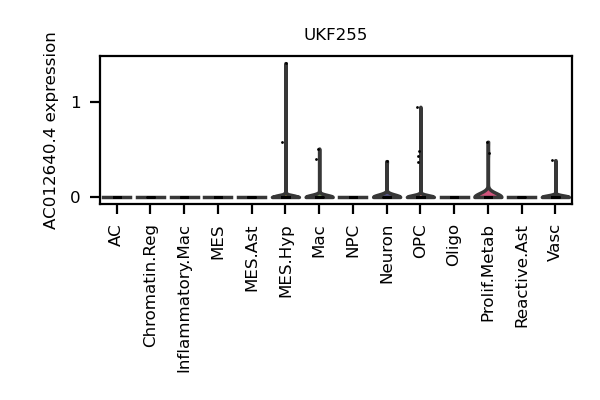 UKF255
AC012640.4 expression
1
0
AC
Chromatin.Reg
Inflammatory.Mac
MES
MES.Ast
MES.Hyp
Mac
NPC
Neuron
OPC
Oligo
Prolif.Metab
Reactive.Ast
Vasc